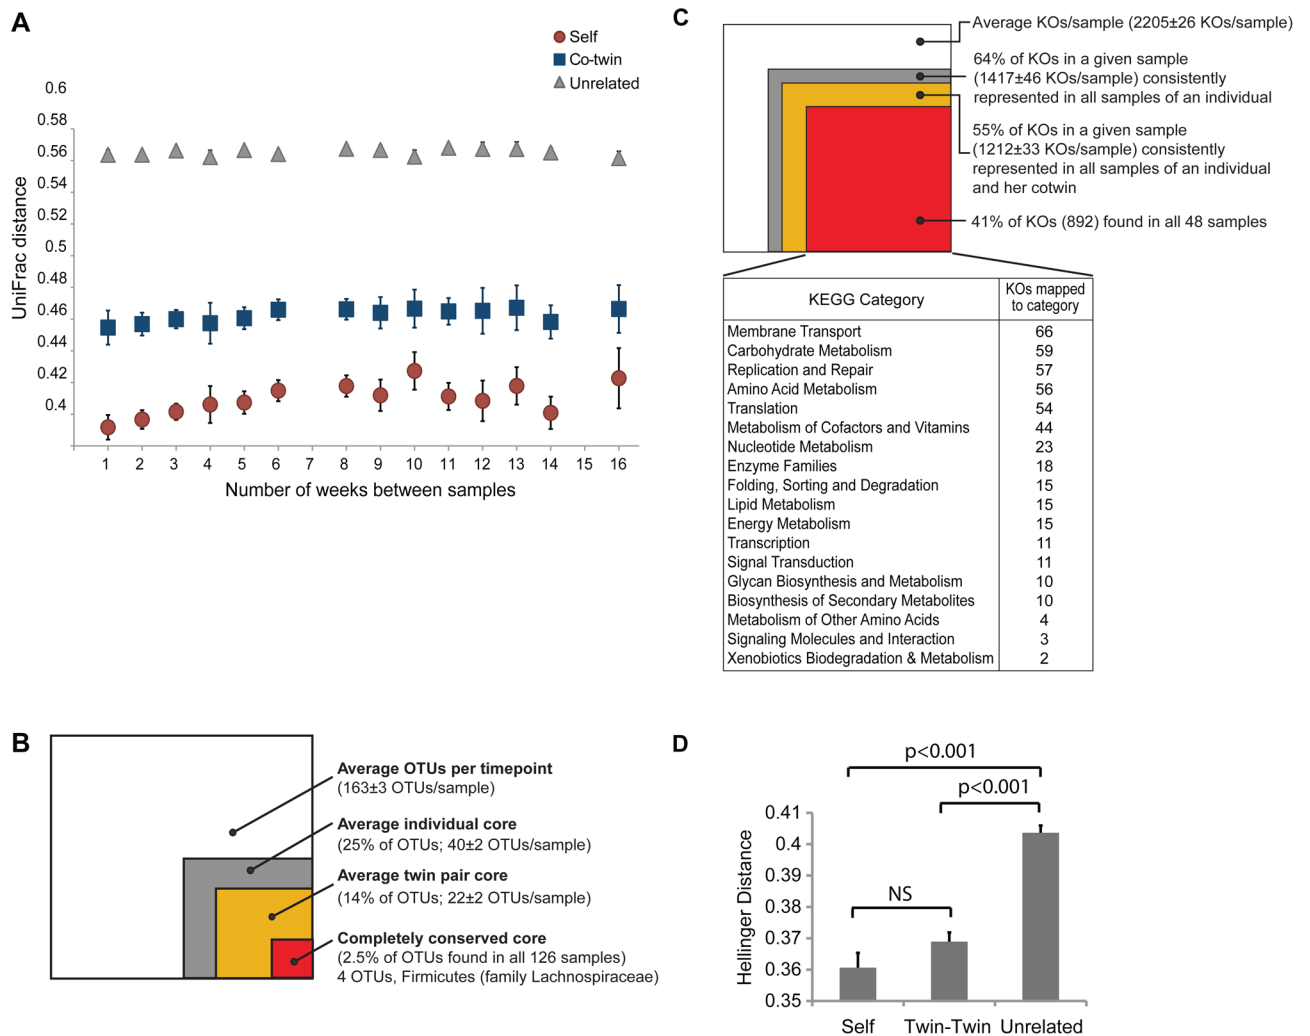 A
Self
Co-twin
Unrelated
0.6
0.58
0.56
0.54
0.52
0.5
0.48
0.46
0.44
0.42
0.4
UniFrac distance
1 2 3 4 5 6 7 8 9 10 11 12 13 14 15 16
Number of weeks between samples
B
Average OTUs per timepoint
(163±3 OTUs/sample)
Average individual core
(25% of OTUs; 40±2 OTUs/sample)
Average twin pair core
(14% of OTUs; 22±2 OTUs/sample)
Completely conserved core
(2.5% of OTUs found in all 126 samples)
4 OTUs, Firmicutes (family Lachnospiraceae)
C
Average KOs/sample (2205±26 KOs/sample)
64% of KOs in a given sample
(1417±46 KOs/sample) consistently
represented in all samples of an individual
55% of KOs in a given sample
(1212±33 KOs/sample) consistently
represented in all samples of an individual
and her cotwin
41% of KOs (892) found in all 48 samples
KEGG Category
KOs mapped
to category
Membrane Transport 66
Carbohydrate Metabolism 59
Replication and Repair 57
Amino Acid Metabolism 56
Translation 54
Metabolism of Cofactors and Vitamins 44
Nucleotide Metabolism 23
Enzyme Families 18
Folding, Sorting and Degradation 15
Lipid Metabolism 15
Energy Metabolism 15
Transcription 11
Signal Transduction 11
Glycan Biosynthesis and Metabolism 10
Biosynthesis of Secondary Metabolites 10
Metabolism of Other Amino Acids 4
Signaling Molecules and Interaction 3
Xenobiotics Biodegradation & Metabolism 2
D
p<0.001
p<0.001
NS
0.41
0.4
0.39
0.38
0.37
0.36
0.35
Hellinger Distance
Self Twin-Twin Unrelated